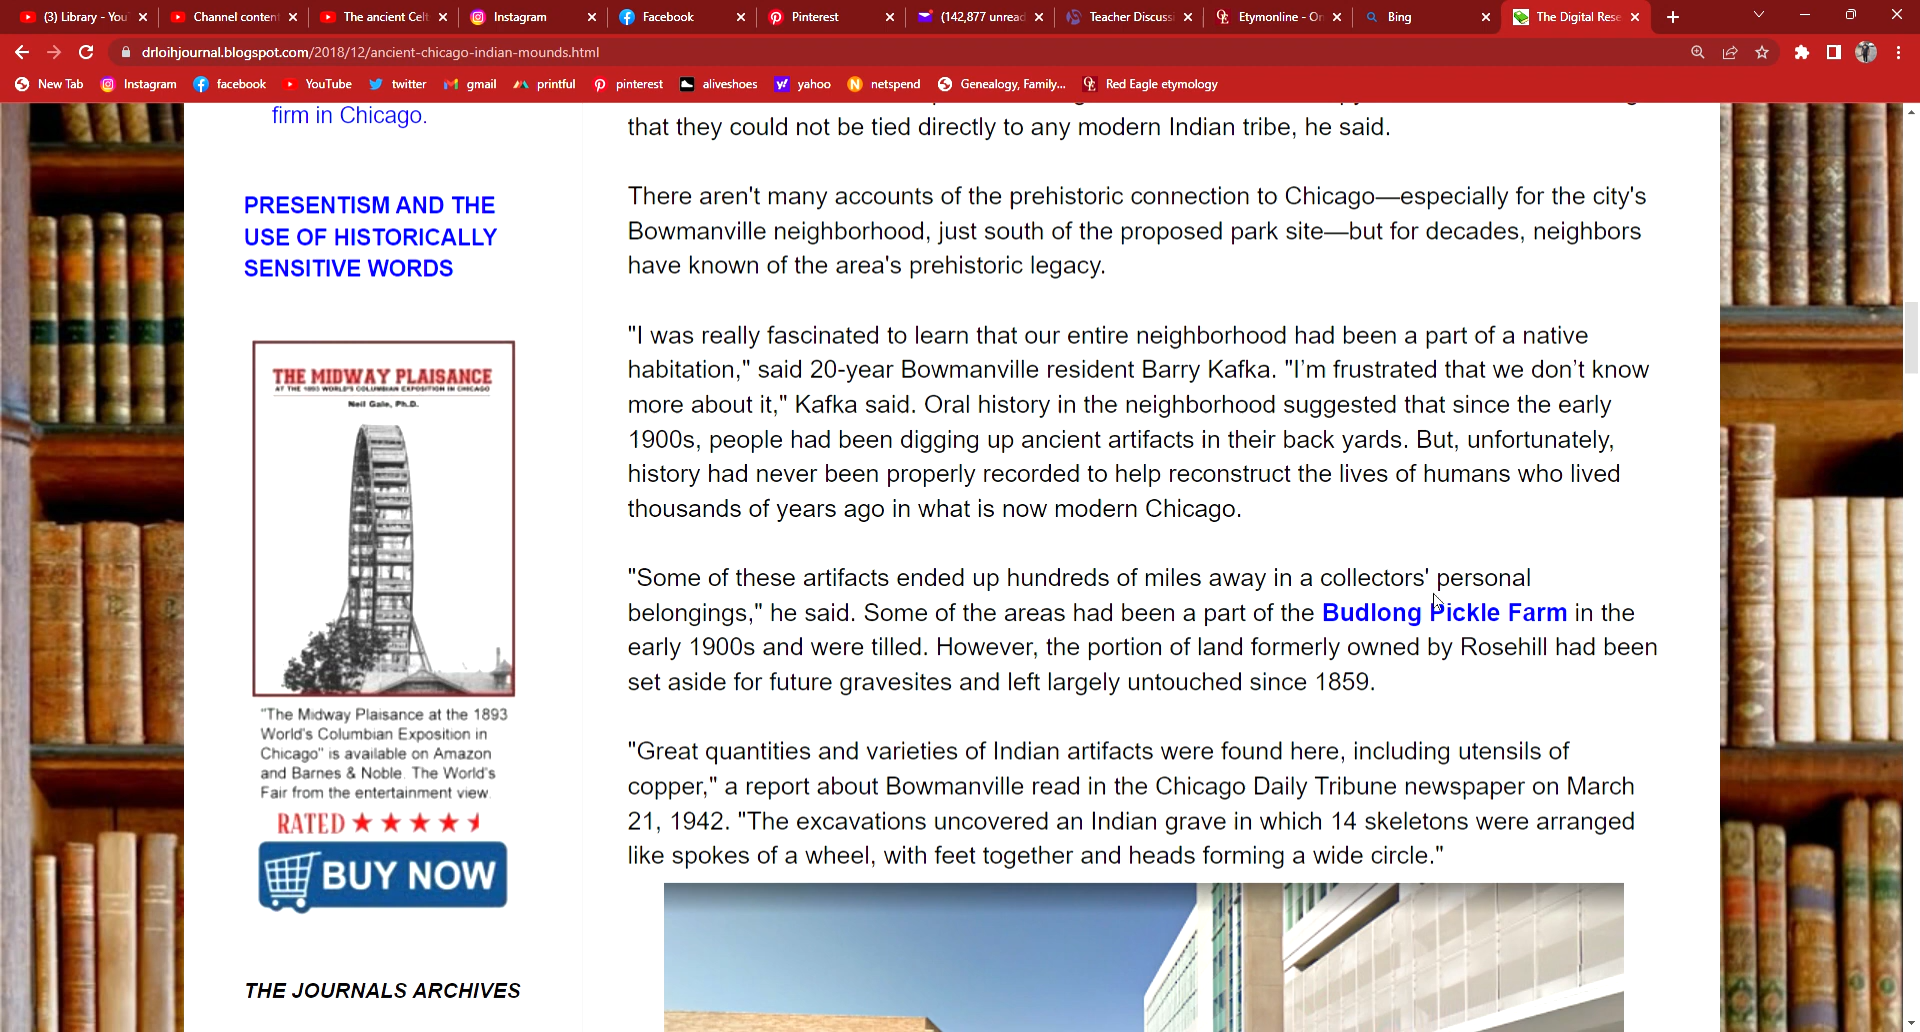 (3) Library - You
Channel content
The ancient Celt
Instagram
Facebook
Pinterest
(142,877 unread
Teacher Discuss
Etymonline - On
Bing
The Digital Rese
drloihjournal.blogspot.com/2018/12/ancient-chicago-indian-mounds.html
New Tab
Instagram
facebook
YouTube
twitter
gmail
printful
pinterest
aliveshoes
yahoo
netspend
Genealogy, Family...
Red Eagle etymology
firm in Chicago.
PRESENTISM AND THE
USE OF HISTORICALLY
SENSITIVE WORDS
THE MIDWAY PLAISANCE
AT THE 1893 WORLD'S COLUMBIAN EXPOSITION IN CHICAGO
Neil Gale, Ph.D.
"The Midway Plaisance at the 1893
World's Columbian Exposition in
Chicago" is available on Amazon
and Barnes & Noble. The World's
Fair from the entertainment view.
RATED
BUY NOW
THE JOURNALS ARCHIVES
that they could not be tied directly to any modern Indian tribe, he said.
There aren't many accounts of the prehistoric connection to Chicago—especially for the city's
Bowmanville neighborhood, just south of the proposed park site—but for decades, neighbors
have known of the area's prehistoric legacy.
"I was really fascinated to learn that our entire neighborhood had been a part of a native
habitation," said 20-year Bowmanville resident Barry Kafka. "I'm frustrated that we don't know
more about it," Kafka said. Oral history in the neighborhood suggested that since the early
1900s, people had been digging up ancient artifacts in their back yards. But, unfortunately,
history had never been properly recorded to help reconstruct the lives of humans who lived
thousands of years ago in what is now modern Chicago.
"Some of these artifacts ended up hundreds of miles away in a collectors' personal
belongings," he said. Some of the areas had been a part of the Budlong Pickle Farm in the
early 1900s and were tilled. However, the portion of land formerly owned by Rosehill had been
set aside for future gravesites and left largely untouched since 1859.
"Great quantities and varieties of Indian artifacts were found here, including utensils of
copper," a report about Bowmanville read in the Chicago Daily Tribune newspaper on March
21, 1942. "The excavations uncovered an Indian grave in which 14 skeletons were arranged
like spokes of a wheel, with feet together and heads forming a wide circle."